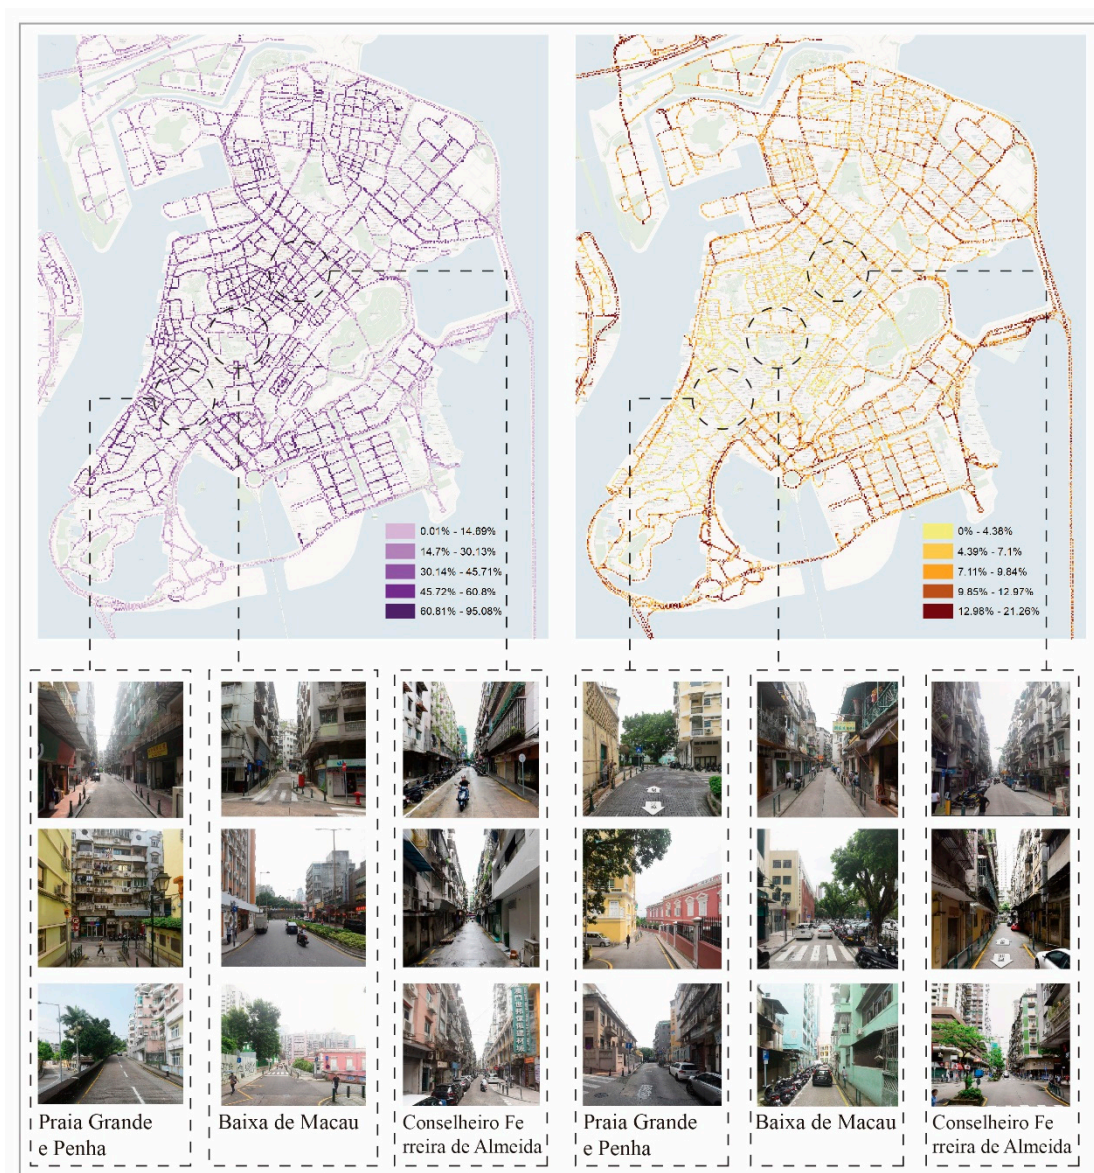 0.01% - 14.89%
14.7% - 30.13%
30.14% - 45.71%
45.72% - 60.8%
60.81% - 95.08%
0% - 4.38%
4.39% - 7.1%
7.11% - 9.84%
9.85% - 12.97%
12.98% - 21.26%
Praia Grande
e Penha
Baixa de Macau
Conselheiro Fe
rreira de Almeida
Praia Grande
e Penha
Baixa de Macau
Conselheiro Fe
rreira de Almeida